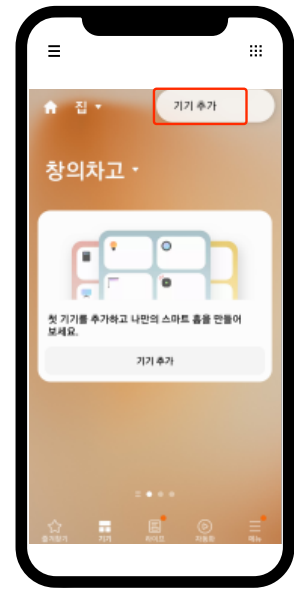 집
기기 추가
창의차고
첫 기기를 추가하고 나만의 스마트 홈을 만들어
보세요.
기기 추가
즐겨찾기
기기
라이프
자동화
메뉴